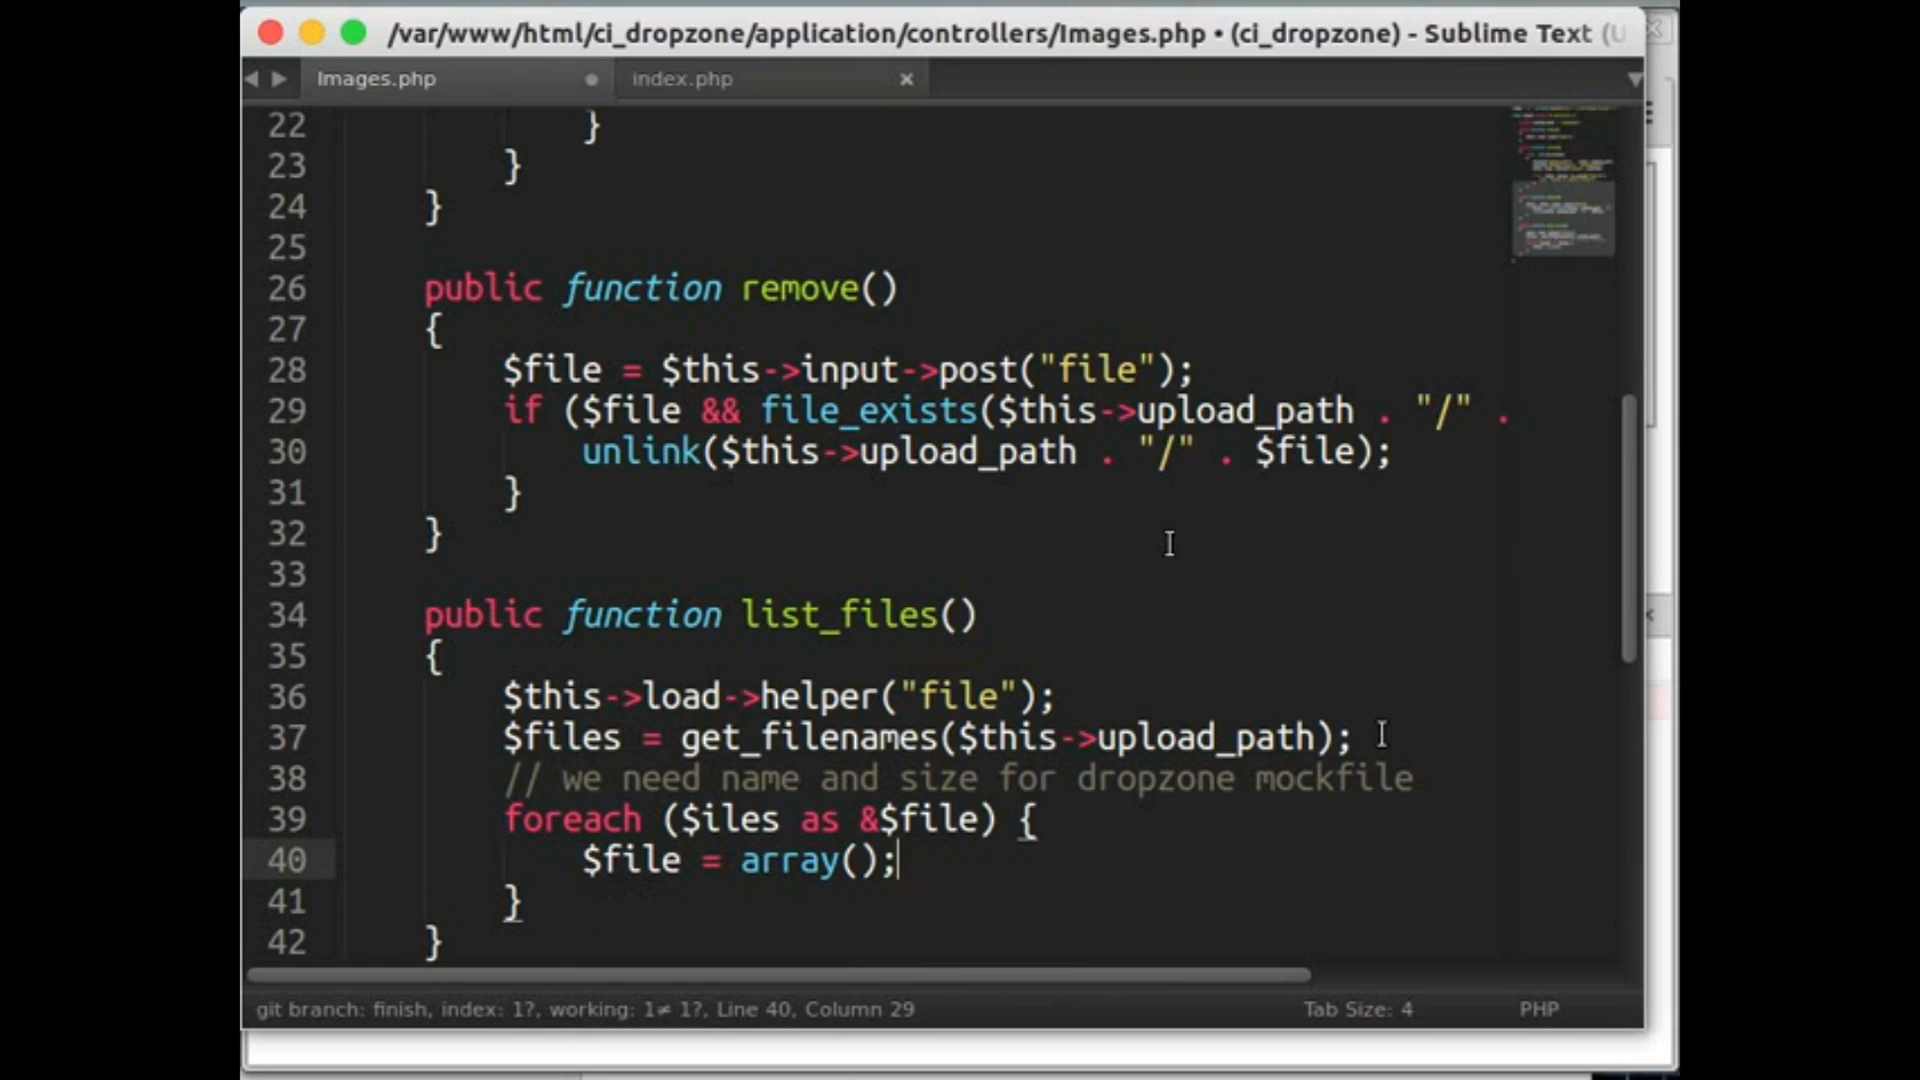 /var/www/html/ci_dropzone/application/controllers/Images.php • (ci_dropzone) - Sublime Text (U
Images.php index.php
22 }
23 }
24 }
25
26 public function remove()
27 {
28 $file = $this->input->post("file");
29 if ($file && file_exists($this->upload_path . "/" .
30 unlink($this->upload_path . "/" . $file);
31 }
32 }
33
34 public function list_files()
35 {
36 $this->load->helper("file");
37 $files = get_filenames($this->upload_path);
38 // we need name and size for dropzone mockfile
39 foreach ($iles as &$file) {
40 $file = array();
41 }
42 }
git branch: finish, index: 1?, working: 1≠ 1?, Line 40, Column 29 Tab Size: 4 PHP